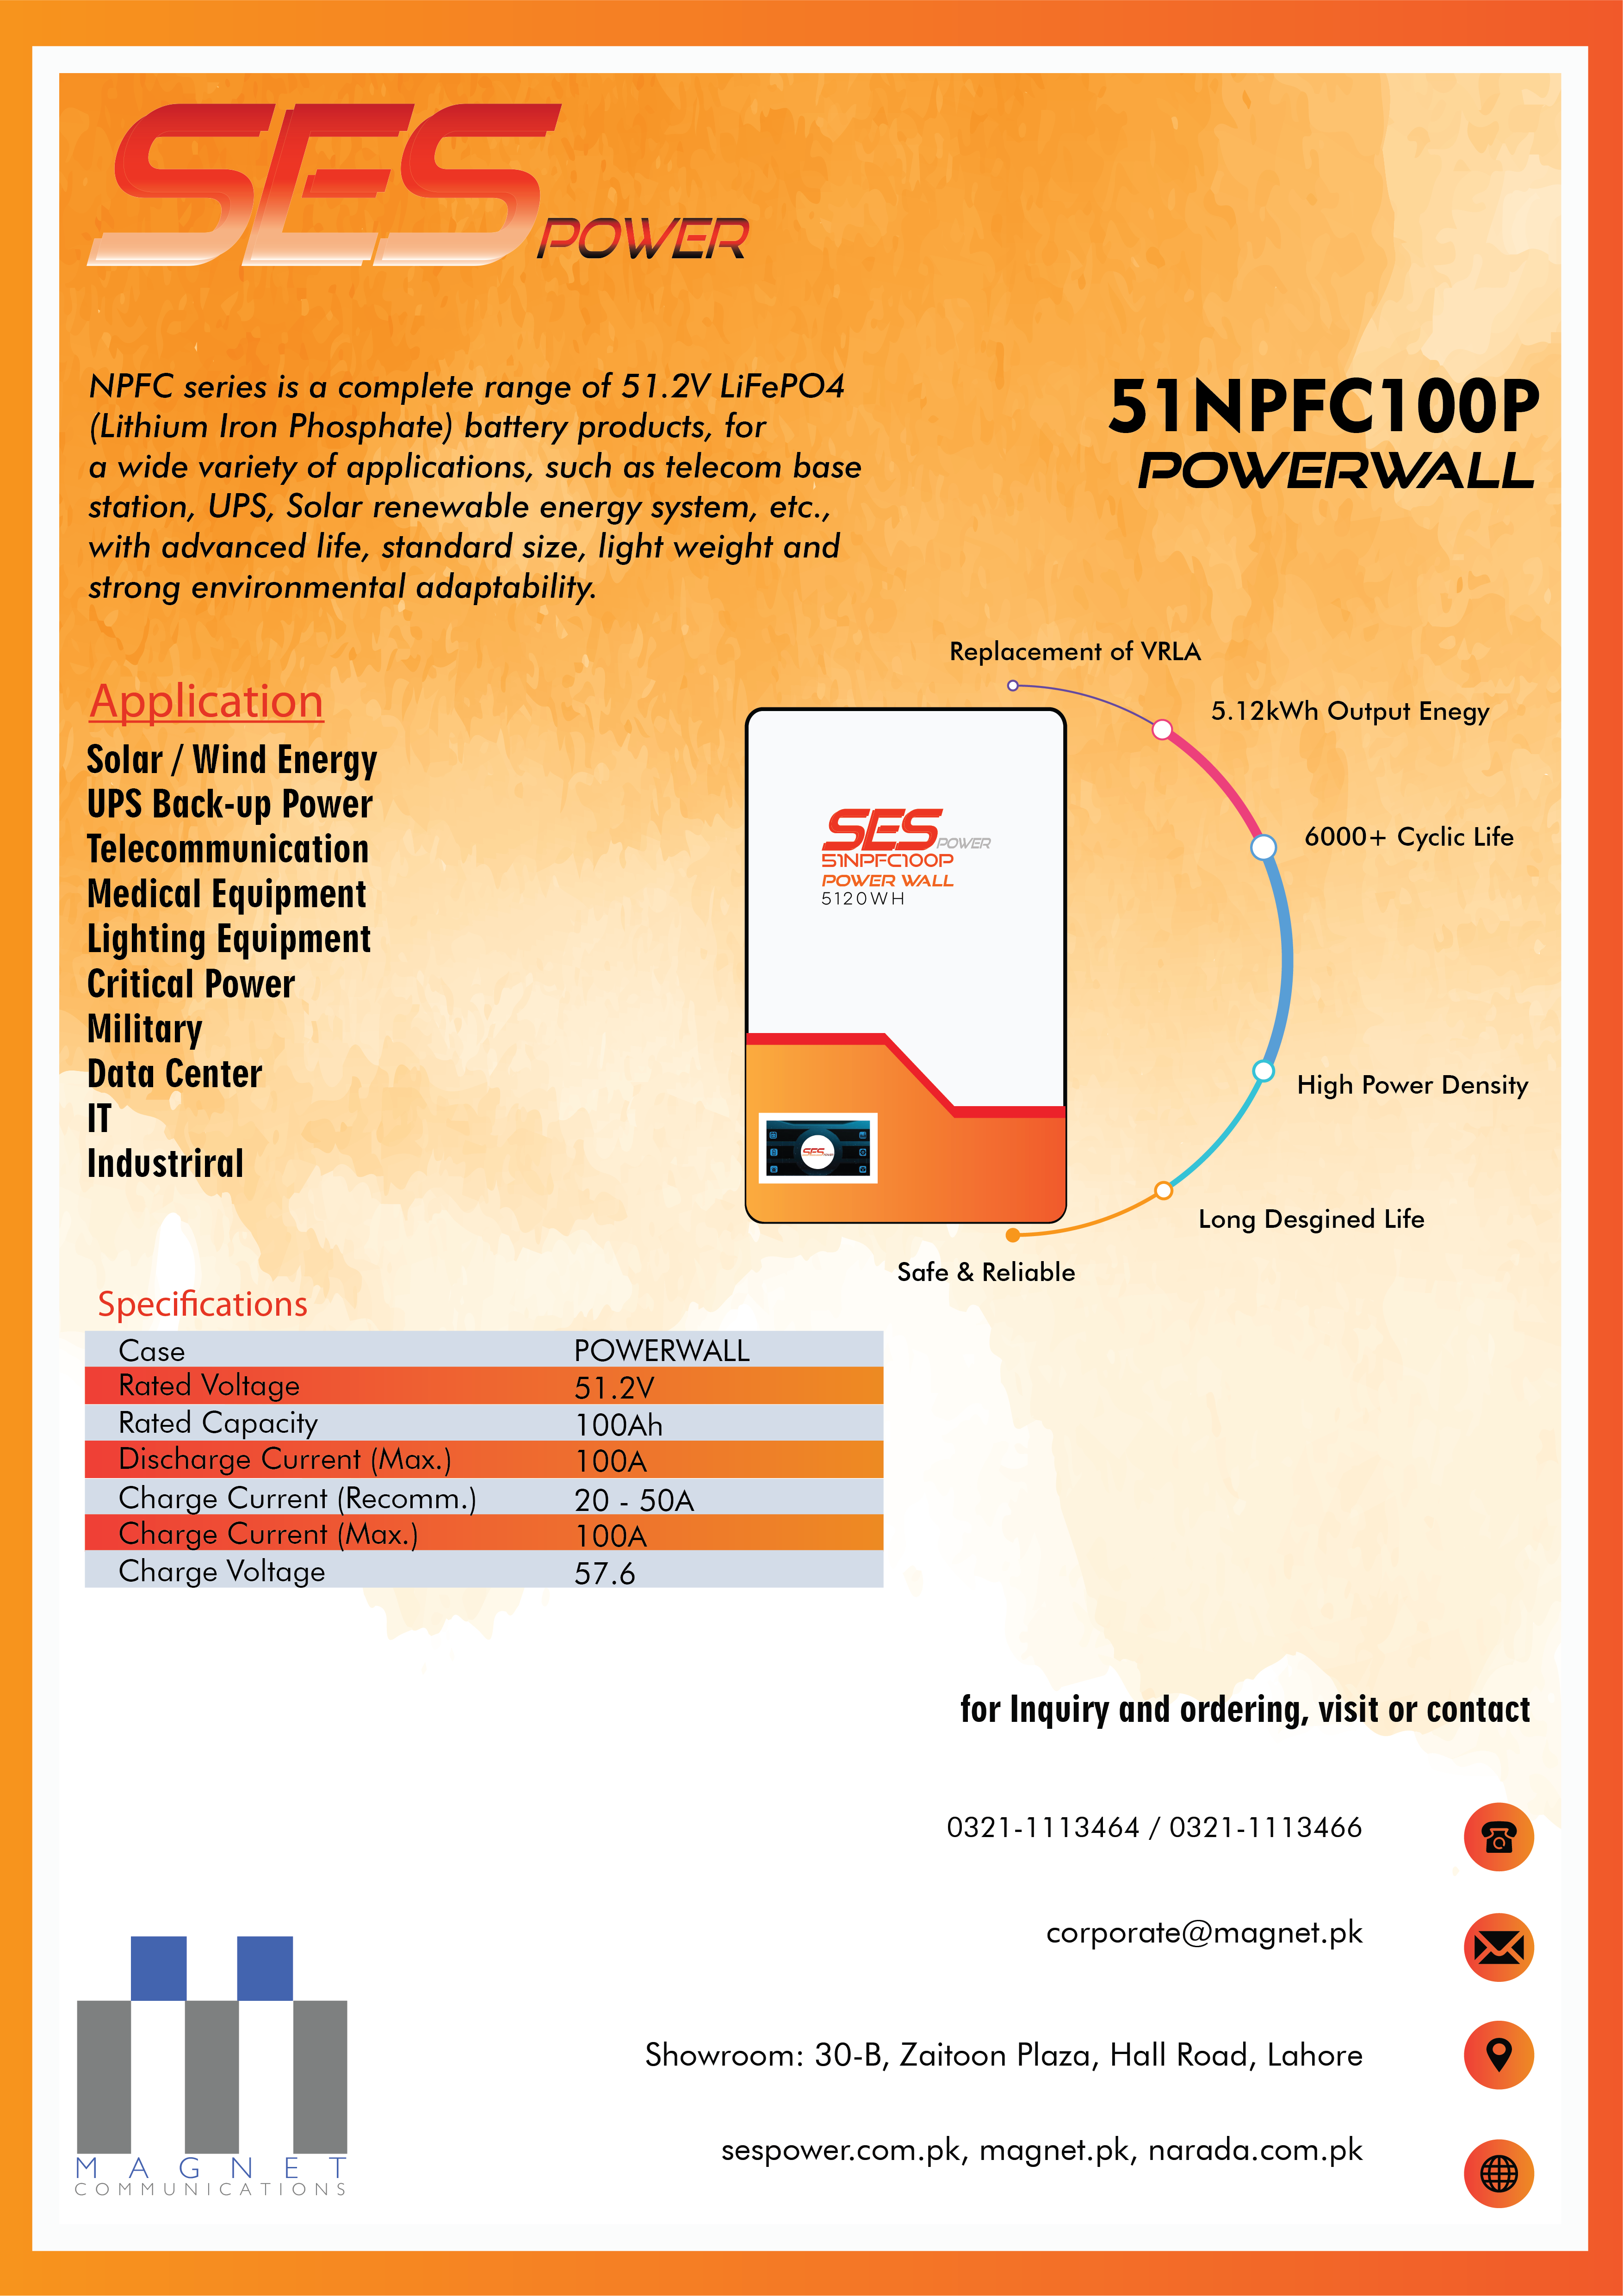 SES POWER
NPFC series is a complete range of 51.2V LiFePO4
(Lithium Iron Phosphate) battery products, for
a wide variety of applications, such as telecom base
station, UPS, Solar renewable energy system, etc.,
with advanced life, standard size, light weight and
strong environmental adaptability.
51NPFC100P
POWERWALL
Application
Solar / Wind Energy
UPS Back-up Power
Telecommunication
Medical Equipment
Lighting Equipment
Critical Power
Military
Data Center
IT
Industriral
Replacement of VRLA
5.12kWh Output Enegy
6000+ Cyclic Life
High Power Density
Long Desgined Life
Safe & Reliable
SES POWER
51NPFC100P
POWER WALL
5120WH
SES
Specifications
Case POWERWALL
Rated Voltage 51.2V
Rated Capacity 100Ah
Discharge Current (Max.) 100A
Charge Current (Recomm.) 20 - 50A
Charge Current (Max.) 100A
Charge Voltage 57.6
for Inquiry and ordering, visit or contact
0321-1113464 / 0321-1113466
corporate@magnet.pk
Showroom: 30-B, Zaitoon Plaza, Hall Road, Lahore
sespower.com.pk, magnet.pk, narada.com.pk
MAGNET
COMMUNICATIONS